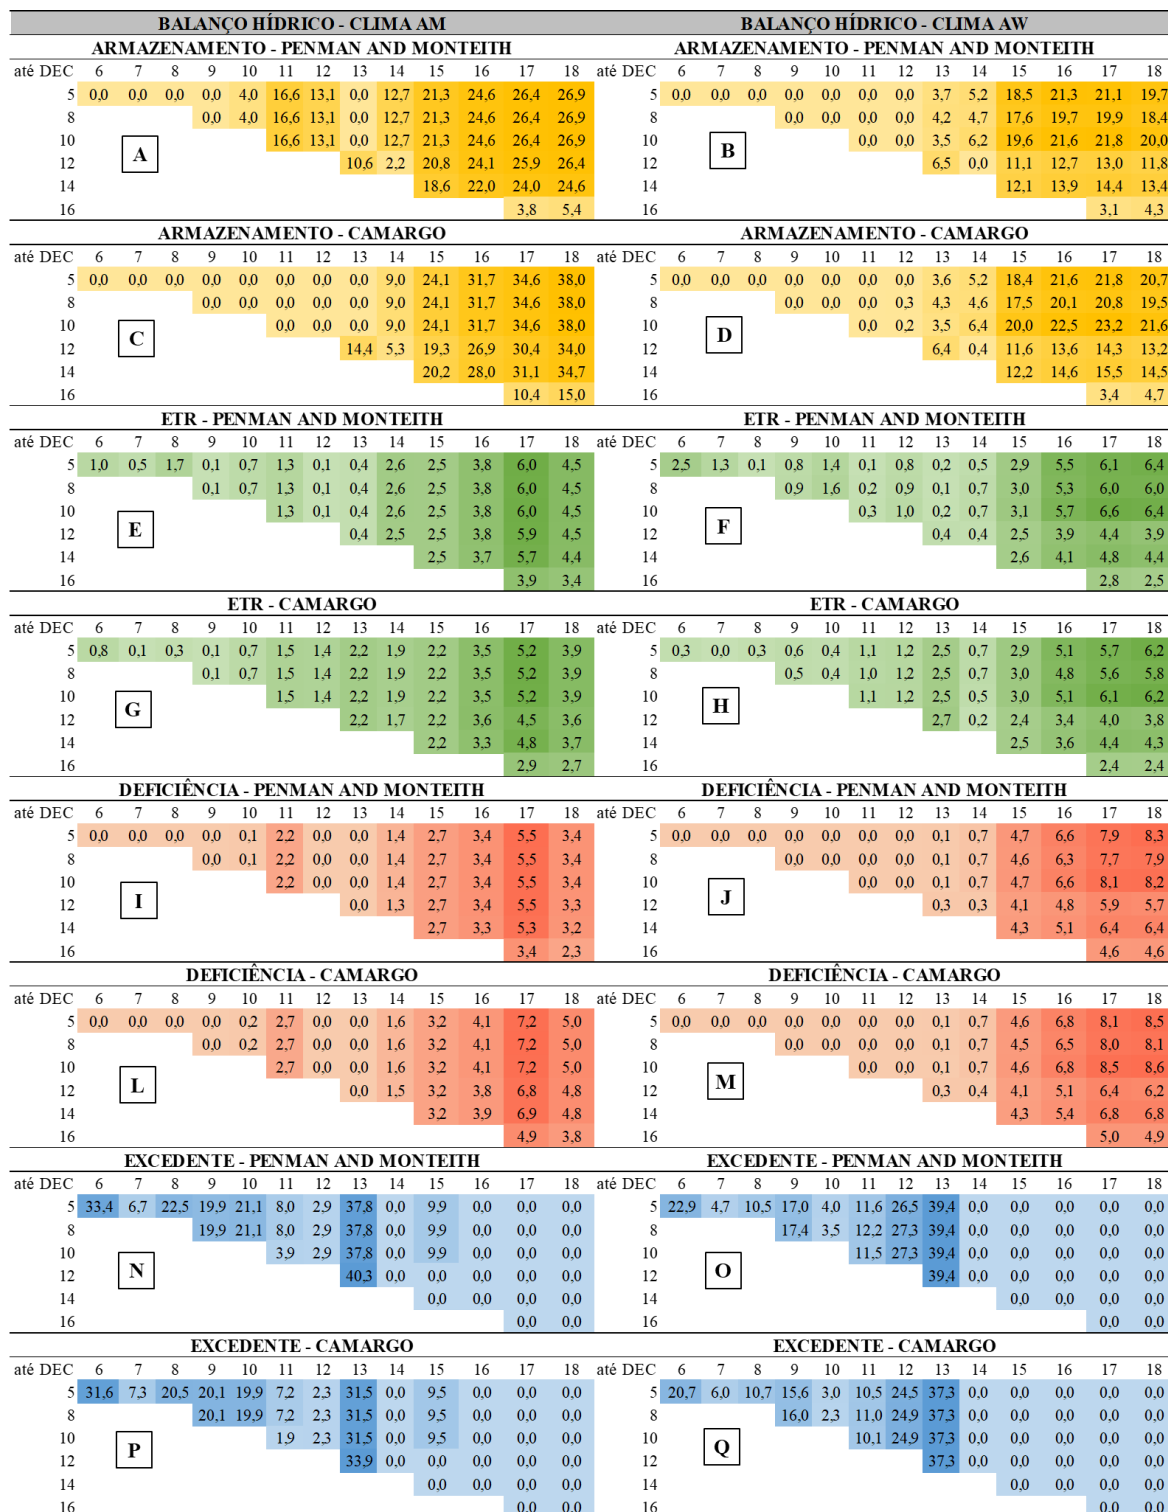 BALANÇO HÍDRICO - CLIMA AM BALANÇO HÍDRICO - CLIMA AW
ARMAZENAMENTO - PENMAN AND MONTEITH ARMAZENAMENTO - PENMAN AND MONTEITH
até DEC 6 7 8 9 10 11 12 13 14 15 16 17 18 até DEC 6 7 8 9 10 11 12 13 14 15 16 17 18
5 0,0 0,0 0,0 0,0 4,0 16,6 13,1 0,0 12,7 21,3 24,6 26,4 26,9 5 0,0 0,0 0,0 0,0 0,0 0,0 0,0 3,7 5,2 18,5 21,3 21,1 19,7
8 0,0 4,0 16,6 13,1 0,0 12,7 21,3 24,6 26,4 26,9 8 0,0 0,0 0,0 0,0 4,2 4,7 17,6 19,7 19,9 18,4
10 16,6 13,1 0,0 12,7 21,3 24,6 26,4 26,9 10 0,0 0,0 3,5 6,2 19,6 21,6 21,8 20,0
A B
12 10,6 2,2 20,8 24,1 25,9 26,4 12 6,5 0,0 11,1 12,7 13,0 11,8
14 18,6 22,0 24,0 24,6 14 12,1 13,9 14,4 13,4
16 3,8 5,4 16 3,1 4,3
ARMAZENAMENTO - CAMARGO ARMAZENAMENTO - CAMARGO
até DEC 6 7 8 9 10 11 12 13 14 15 16 17 18 até DEC 6 7 8 9 10 11 12 13 14 15 16 17 18
5 0,0 0,0 0,0 0,0 0,0 0,0 0,0 0,0 9,0 24,1 31,7 34,6 38,0 5 0,0 0,0 0,0 0,0 0,0 0,0 0,0 3,6 5,2 18,4 21,6 21,8 20,7
8 0,0 0,0 0,0 0,0 0,0 9,0 24,1 31,7 34,6 38,0 8 0,0 0,0 0,0 0,3 4,3 4,6 17,5 20,1 20,8 19,5
10 0,0 0,0 0,0 9,0 24,1 31,7 34,6 38,0 10 0,0 0,2 3,5 6,4 20,0 22,5 23,2 21,6
C D
12 14,4 5,3 19,3 26,9 30,4 34,0 12 6,4 0,4 11,6 13,6 14,3 13,2
14 20,2 28,0 31,1 34,7 14 12,2 14,6 15,5 14,5
16 10,4 15,0 16 3,4 4,7
ETR - PENMAN AND MONTEITH ETR - PENMAN AND MONTEITH
até DEC 6 7 8 9 10 11 12 13 14 15 16 17 18 até DEC 6 7 8 9 10 11 12 13 14 15 16 17 18
5 1,0 0,5 1,7 0,1 0,7 1,3 0,1 0,4 2,6 2,5 3,8 6,0 4,5 5 2,5 1,3 0,1 0,8 1,4 0,1 0,8 0,2 0,5 2,9 5,5 6,1 6,4
8 0,1 0,7 1,3 0,1 0,4 2,6 2,5 3,8 6,0 4,5 8 0,9 1,6 0,2 0,9 0,1 0,7 3,0 5,3 6,0 6,0
10 1,3 0,1 0,4 2,6 2,5 3,8 6,0 4,5 10 0,3 1,0 0,2 0,7 3,1 5,7 6,6 6,4
E F
12 0,4 2,5 2,5 3,8 5,9 4,5 12 0,4 0,4 2,5 3,9 4,4 3,9
14 2,5 3,7 5,7 4,4 14 2,6 4,1 4,8 4,4
16 3,9 3,4 16 2,8 2,5
ETR - CAMARGO ETR - CAMARGO
até DEC 6 7 8 9 10 11 12 13 14 15 16 17 18 até DEC 6 7 8 9 10 11 12 13 14 15 16 17 18
5 0,8 0,1 0,3 0,1 0,7 1,5 1,4 2,2 1,9 2,2 3,5 5,2 3,9 5 0,3 0,0 0,3 0,6 0,4 1,1 1,2 2,5 0,7 2,9 5,1 5,7 6,2
8 0,1 0,7 1,5 1,4 2,2 1,9 2,2 3,5 5,2 3,9 8 0,5 0,4 1,0 1,2 2,5 0,7 3,0 4,8 5,6 5,8
10 1,5 1,4 2,2 1,9 2,2 3,5 5,2 3,9 10 1,1 1,2 2,5 0,5 3,0 5,1 6,1 6,2
G H
12 2,2 1,7 2,2 3,6 4,5 3,6 12 2,7 0,2 2,4 3,4 4,0 3,8
14 2,2 3,3 4,8 3,7 14 2,5 3,6 4,4 4,3
16 2,9 2,7 16 2,4 2,4
DEFICIÊNCIA - PENMAN AND MONTEITH DEFICIÊNCIA - PENMAN AND MONTEITH
até DEC 6 7 8 9 10 11 12 13 14 15 16 17 18 até DEC 6 7 8 9 10 11 12 13 14 15 16 17 18
5 0,0 0,0 0,0 0,0 0,1 2,2 0,0 0,0 1,4 2,7 3,4 5,5 3,4 5 0,0 0,0 0,0 0,0 0,0 0,0 0,0 0,1 0,7 4,7 6,6 7,9 8,3
8 0,0 0,1 2,2 0,0 0,0 1,4 2,7 3,4 5,5 3,4 8 0,0 0,0 0,0 0,0 0,1 0,7 4,6 6,3 7,7 7,9
10 2,2 0,0 0,0 1,4 2,7 3,4 5,5 3,4 10 0,0 0,0 0,1 0,7 4,7 6,6 8,1 8,2
I J
12 0,0 1,3 2,7 3,4 5,5 3,3 12 0,3 0,3 4,1 4,8 5,9 5,7
14 2,7 3,3 5,3 3,2 14 4,3 5,1 6,4 6,4
16 3,4 2,3 16 4,6 4,6
DEFICIÊNCIA - CAMARGO DEFICIÊNCIA - CAMARGO
até DEC 6 7 8 9 10 11 12 13 14 15 16 17 18 até DEC 6 7 8 9 10 11 12 13 14 15 16 17 18
5 0,0 0,0 0,0 0,0 0,2 2,7 0,0 0,0 1,6 3,2 4,1 7,2 5,0 5 0,0 0,0 0,0 0,0 0,0 0,0 0,0 0,1 0,7 4,6 6,8 8,1 8,5
8 0,0 0,2 2,7 0,0 0,0 1,6 3,2 4,1 7,2 5,0 8 0,0 0,0 0,0 0,0 0,1 0,7 4,5 6,5 8,0 8,1
10 2,7 0,0 0,0 1,6 3,2 4,1 7,2 5,0 10 0,0 0,0 0,1 0,7 4,6 6,8 8,5 8,6
L M
12 0,0 1,5 3,2 3,8 6,8 4,8 12 0,3 0,4 4,1 5,1 6,4 6,2
14 3,2 3,9 6,9 4,8 14 4,3 5,4 6,8 6,8
16 4,9 3,8 16 5,0 4,9
EXCEDENTE - PENMAN AND MONTEITH EXCEDENTE - PENMAN AND MONTEITH
até DEC 6 7 8 9 10 11 12 13 14 15 16 17 18 até DEC 6 7 8 9 10 11 12 13 14 15 16 17 18
5 33,4 6,7 22,5 19,9 21,1 8,0 2,9 37,8 0,0 9,9 0,0 0,0 0,0 5 22,9 4,7 10,5 17,0 4,0 11,6 26,5 39,4 0,0 0,0 0,0 0,0 0,0
8 19,9 21,1 8,0 2,9 37,8 0,0 9,9 0,0 0,0 0,0 8 17,4 3,5 12,2 27,3 39,4 0,0 0,0 0,0 0,0 0,0
10 3,9 2,9 37,8 0,0 9,9 0,0 0,0 0,0 10 11,5 27,3 39,4 0,0 0,0 0,0 0,0 0,0
N O
12 40,3 0,0 0,0 0,0 0,0 0,0 12 39,4 0,0 0,0 0,0 0,0 0,0
14 0,0 0,0 0,0 0,0 14 0,0 0,0 0,0 0,0
16 0,0 0,0 16 0,0 0,0
EXCEDENTE - CAMARGO EXCEDENTE - CAMARGO
até DEC 6 7 8 9 10 11 12 13 14 15 16 17 18 até DEC 6 7 8 9 10 11 12 13 14 15 16 17 18
5 31,6 7,3 20,5 20,1 19,9 7,2 2,3 31,5 0,0 9,5 0,0 0,0 0,0 5 20,7 6,0 10,7 15,6 3,0 10,5 24,5 37,3 0,0 0,0 0,0 0,0 0,0
8 20,1 19,9 7,2 2,3 31,5 0,0 9,5 0,0 0,0 0,0 8 16,0 2,3 11,0 24,9 37,3 0,0 0,0 0,0 0,0 0,0
10 1,9 2,3 31,5 0,0 9,5 0,0 0,0 0,0 10 10,1 24,9 37,3 0,0 0,0 0,0 0,0 0,0
P Q
12 33,9 0,0 0,0 0,0 0,0 0,0 12 37,3 0,0 0,0 0,0 0,0 0,0
14 0,0 0,0 0,0 0,0 14 0,0 0,0 0,0 0,0
16 0,0 0,0 16 0,0 0,0